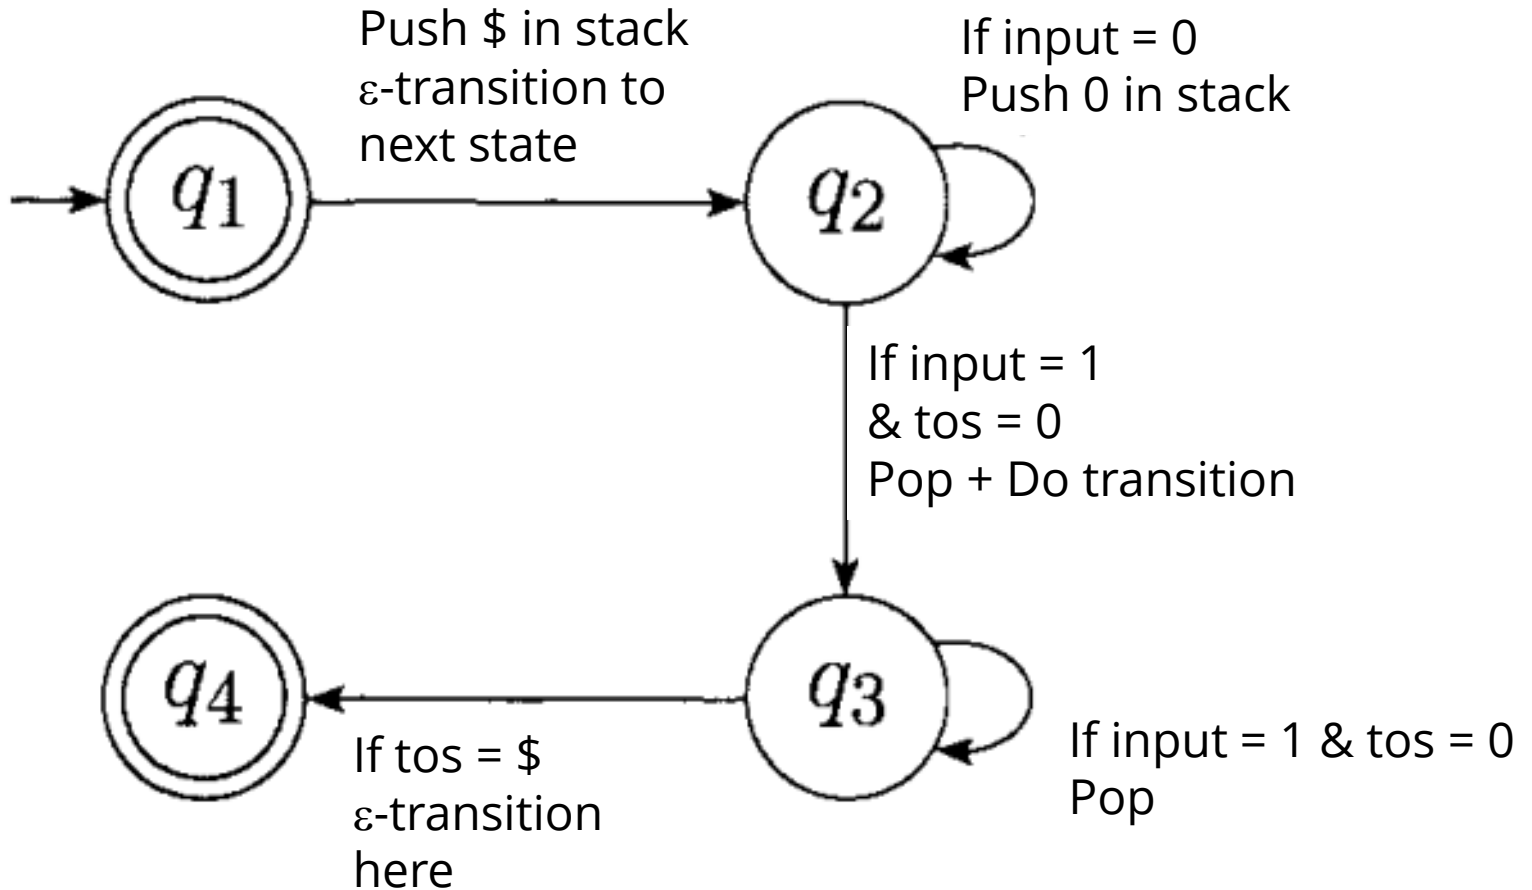 Push $ in stack
ε-transition to
next state
If input = 0
Push 0 in stack
q1
q2
If input = 1
& tos = 0
Pop + Do transition
q4
q3
If tos = $
ε-transition
here
If input = 1 & tos = 0
Pop